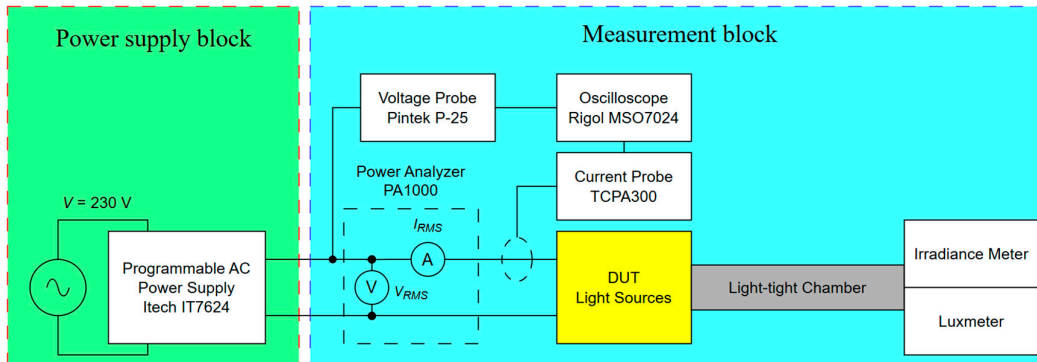 Power supply block
Measurement block
Voltage Probe
Pintek P-25
Oscilloscope
Rigol MSO7024
Power Analyzer
PA1000
Current Probe
TCPA300
V = 230 V
I_RMS
A
V
V_RMS
Programmable AC
Power Supply
Itech IT7624
DUT
Light Sources
Light-tight Chamber
Irradiance Meter
Luxmeter